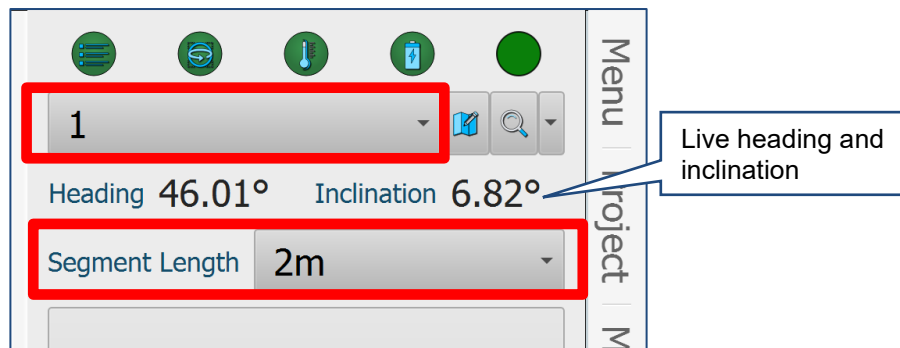 Menu
1
Live heading and
inclination
Heading 46.01° Inclination 6.82°
Project
Segment Length 2m
M